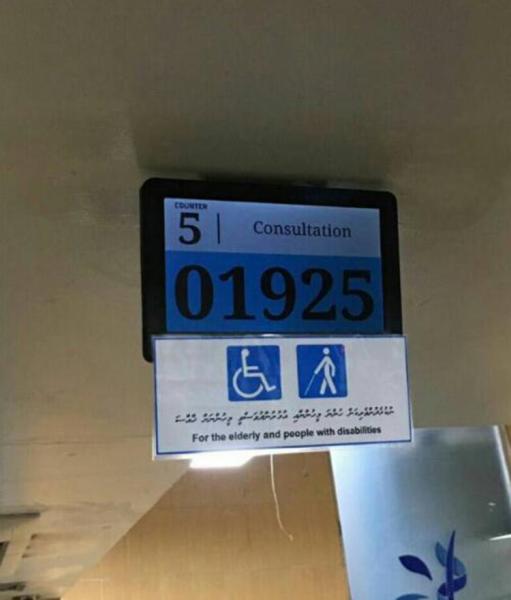 COUNTER
5 | Consultation
01925
ނުކުޅެދުންތެރިކަން ހުންނަ މީހުންނާއި އުމުރުންދުވަސްވީ މީހުންނަށް ޚާއްސަ
For the elderly and people with disabilities